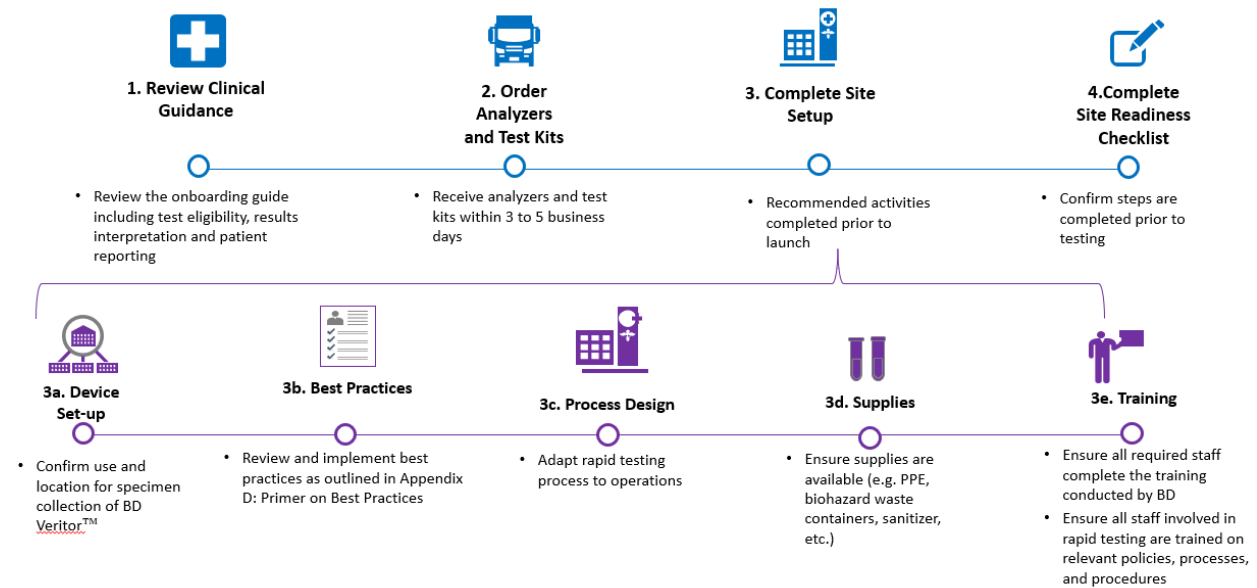 1. Review Clinical
Guidance
2. Order
Analyzers
and Test Kits
3. Complete Site
Setup
4.Complete
Site Readiness
Checklist
• Review the onboarding guide
including test eligibility, results
interpretation and patient
reporting
• Receive analyzers and test
kits within 3 to 5 business
days
• Recommended activities
completed prior to
launch
• Confirm steps are
completed prior to
testing
3a. Device
Set-up
3b. Best Practices
3c. Process Design
3d. Supplies
3e. Training
• Confirm use and
location for specimen
collection of BD
Veritor™
• Review and implement best
practices as outlined in Appendix
D: Primer on Best Practices
• Adapt rapid testing
process to operations
• Ensure supplies are
available (e.g. PPE,
biohazard waste
containers, sanitizer,
etc.)
• Ensure all required staff
complete the training
conducted by BD
• Ensure all staff involved in
rapid testing are trained on
relevant policies, processes,
and procedures